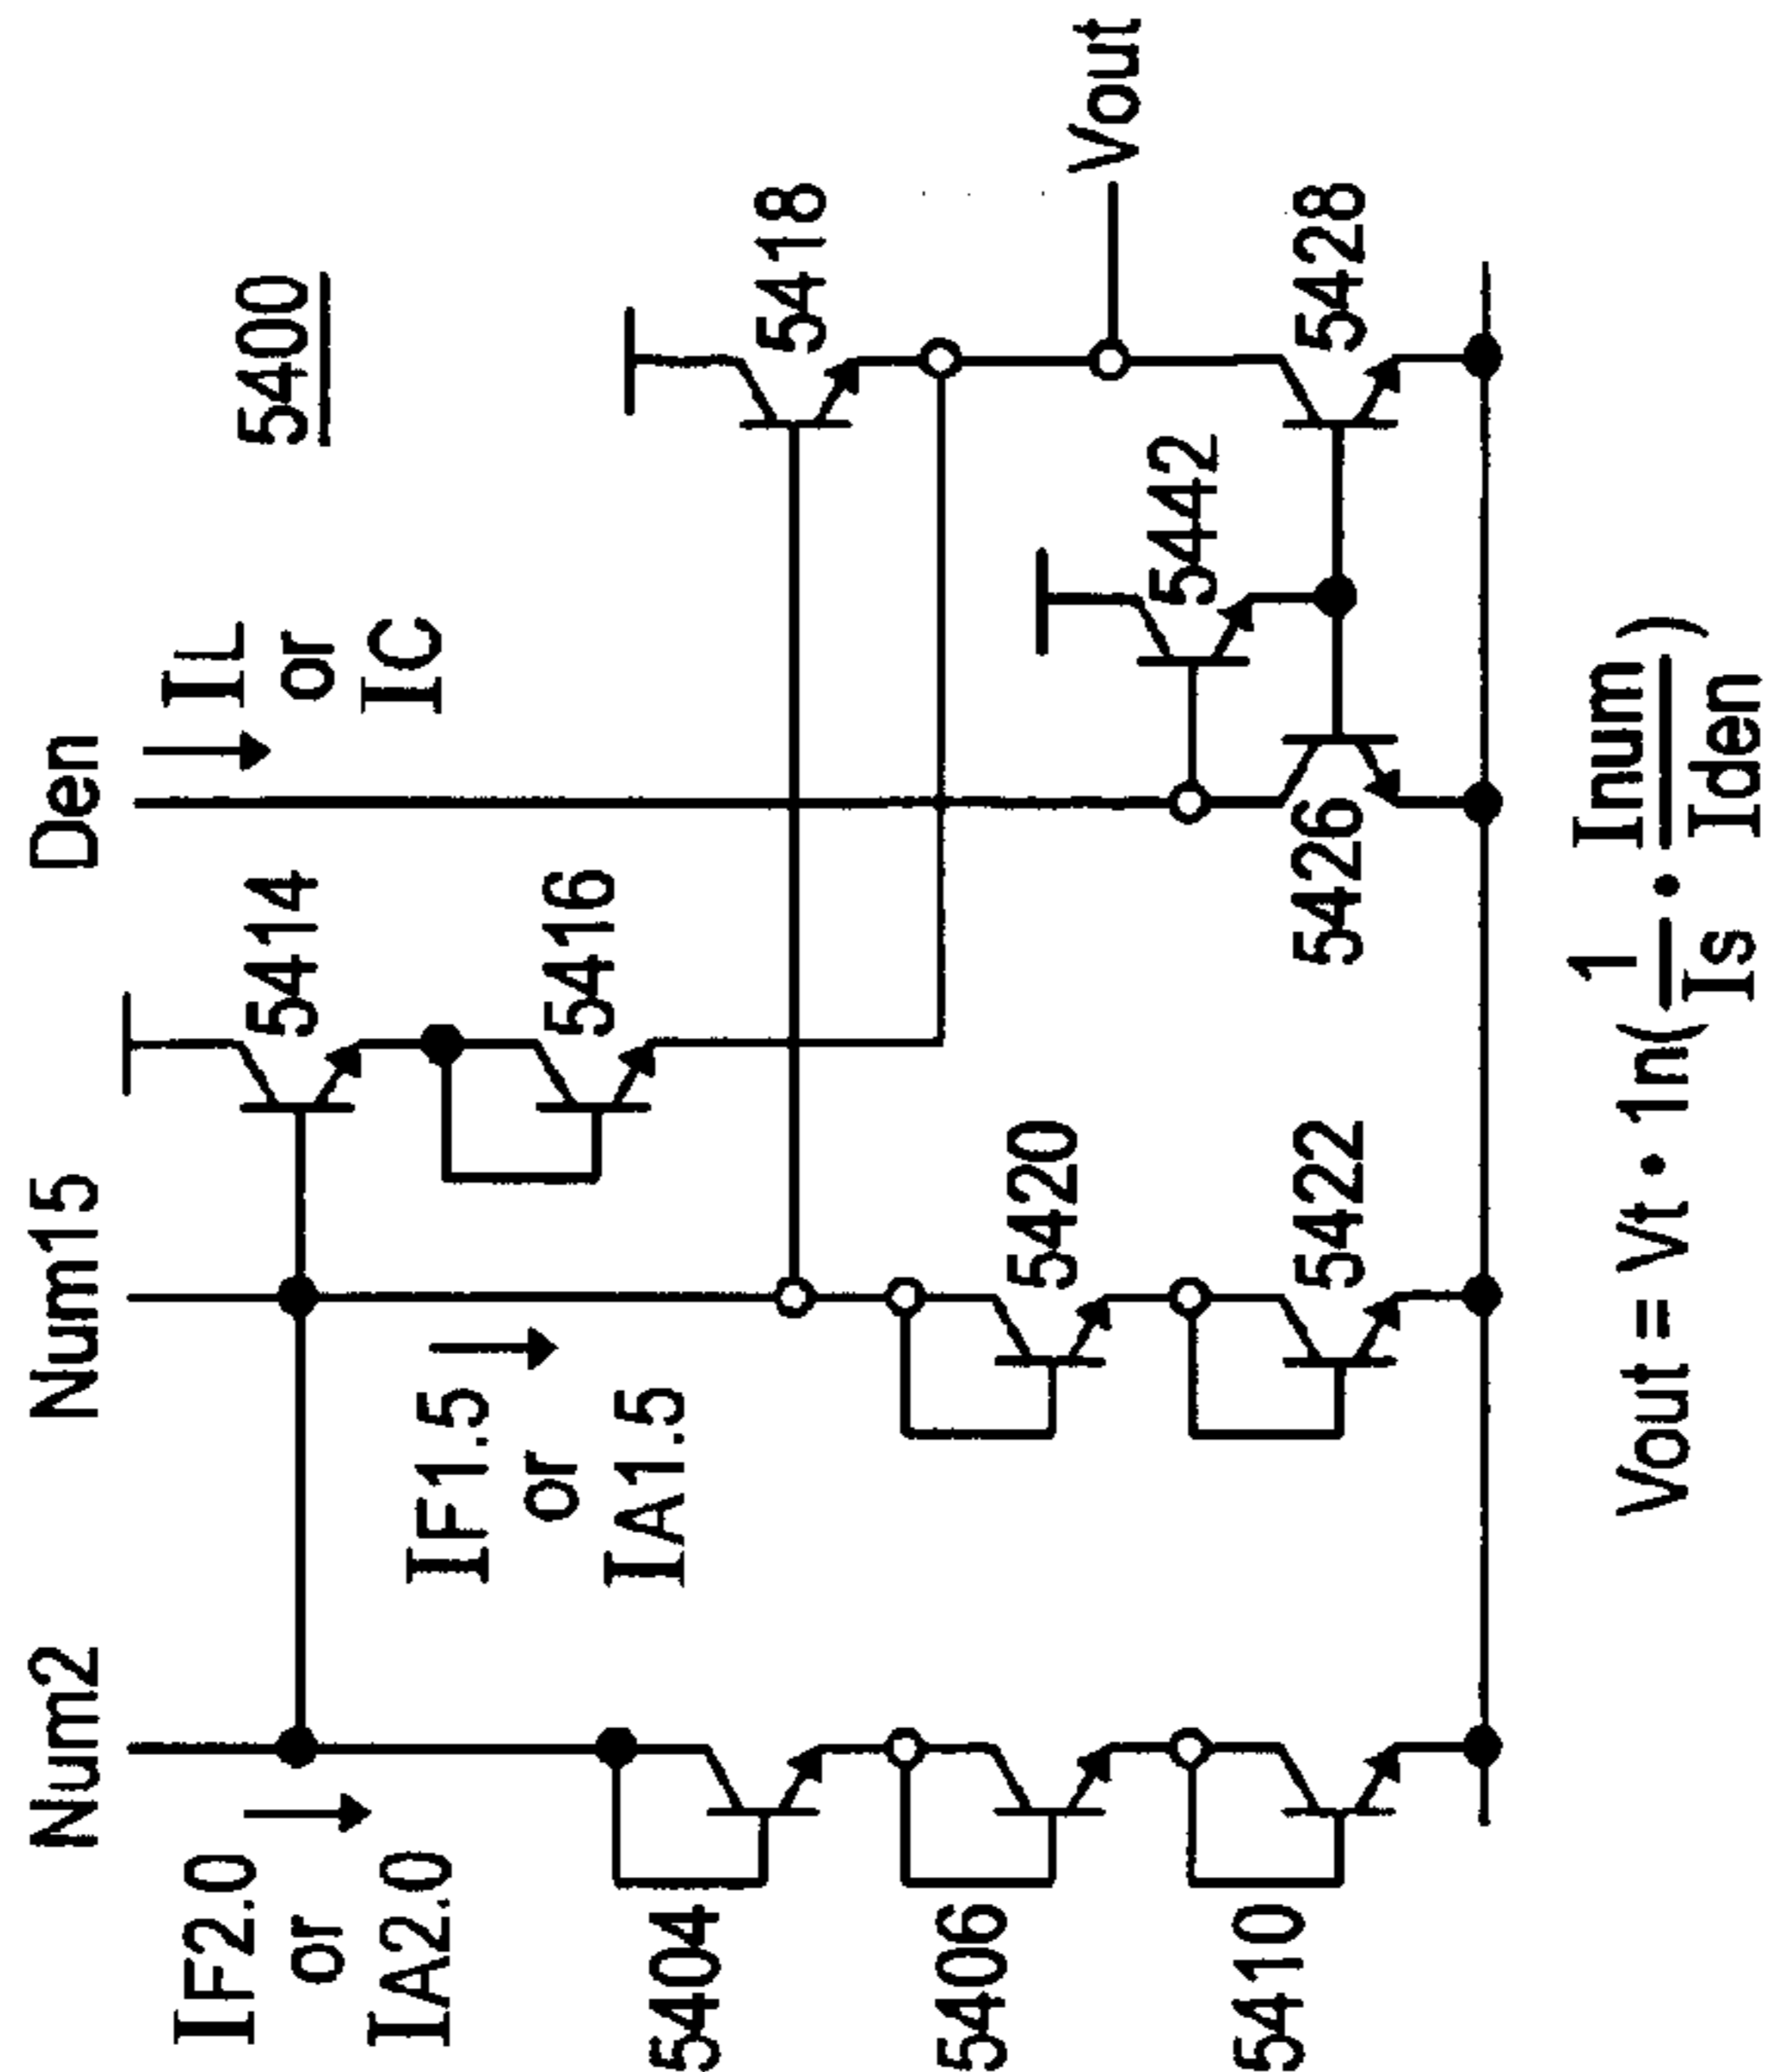 5400
Num2
Num15
Den
IF2.0
or
IA2.0
IF1.5
or
IA1.5
IL
or
IC
5414
5416
5418
5404
5406
5410
5420
5422
5442
5426
5428
Vout
Vout = Vt • ln( 1/Is • Inum/Iden )